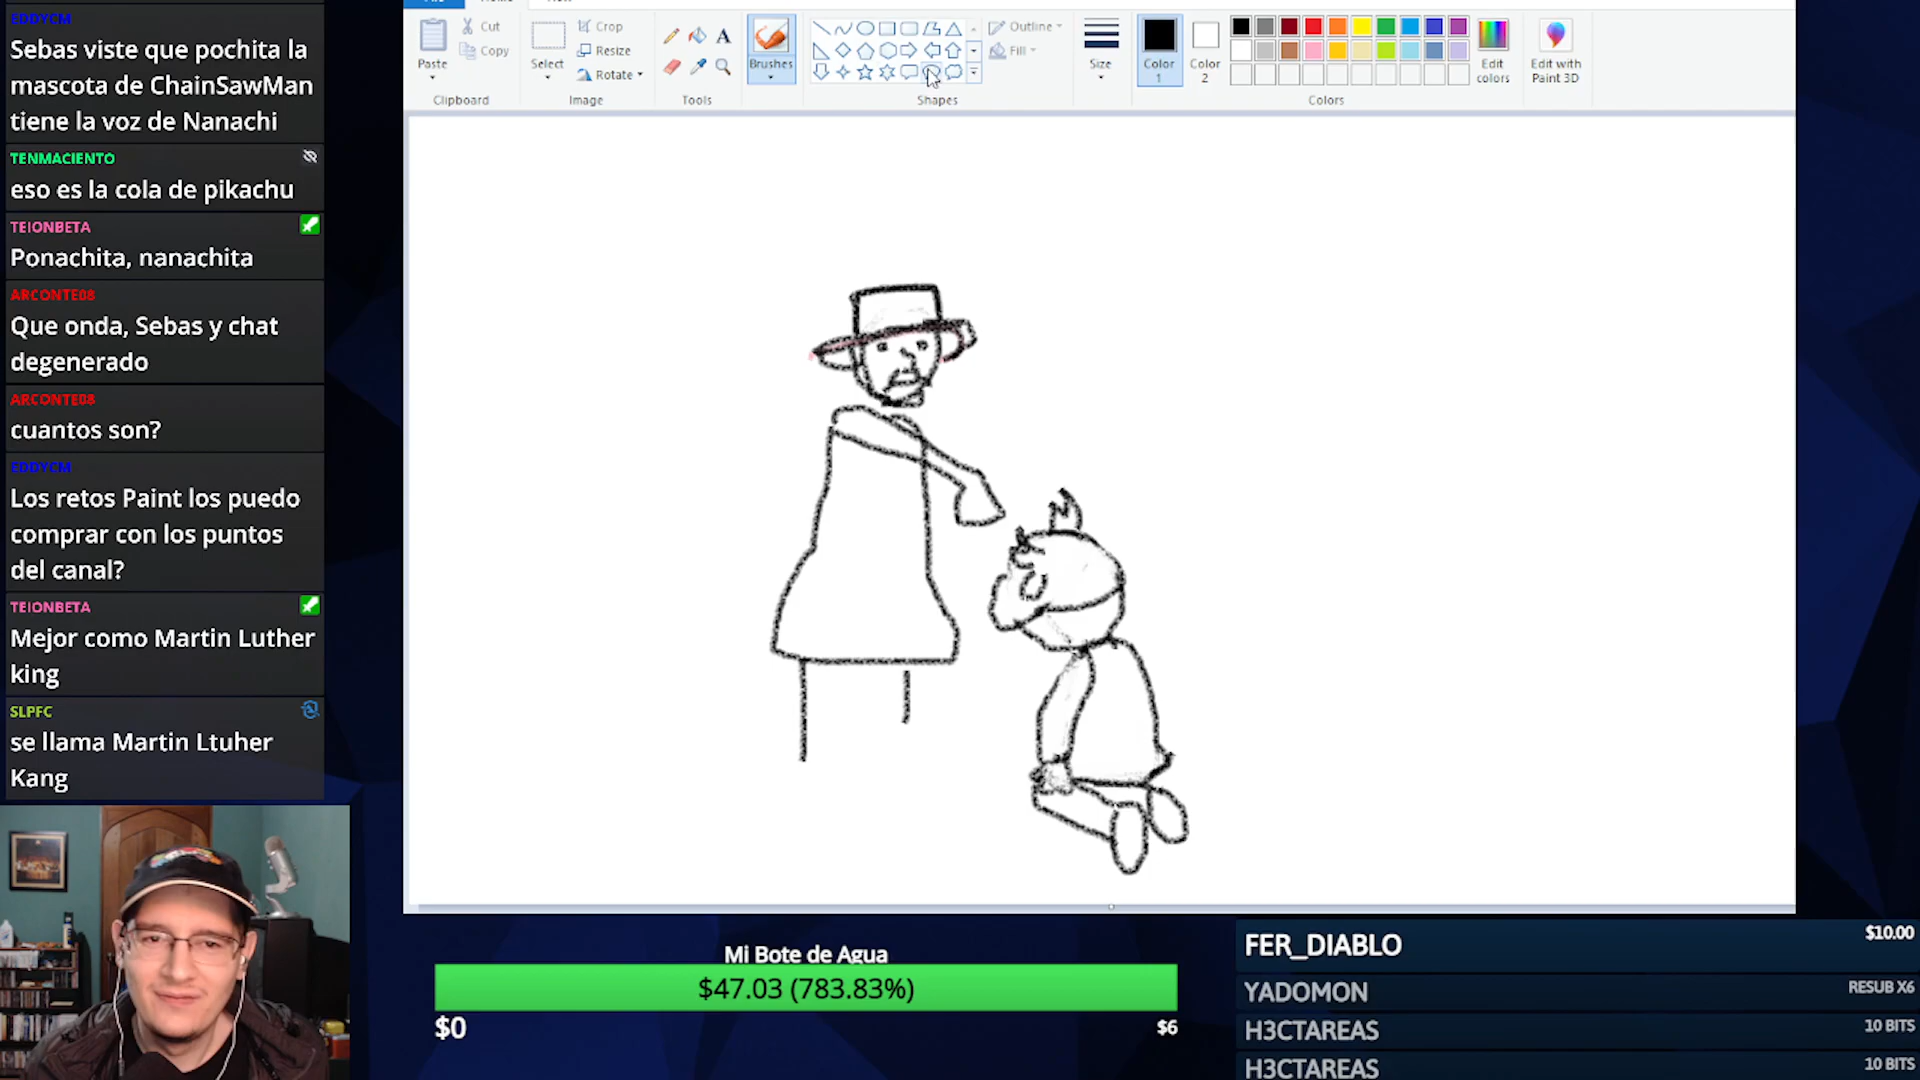 EDDYCM
Sebas viste que pochita la
mascota de ChainSawMan
tiene la voz de Nanachi
TENMACIENTO
eso es la cola de pikachu
TEIONBETA
Ponachita, nanachita
ARCONTE08
Que onda, Sebas y chat
degenerado
ARCONTE08
cuantos son?
EDDYCM
Los retos Paint los puedo
comprar con los puntos
del canal?
TEIONBETA
Mejor como Martin Luther
king
SLPFC
se llama Martin Ltuher
Kang
Paste
Cut
Copy
Clipboard
Select
Crop
Resize
Rotate
Image
A
Tools
Brushes
Shapes
Outline
Fill
Size
Color
1
Color
2
Edit
colors
Colors
Edit with
Paint 3D
Mi Bote de Agua
$47.03 (783.83%)
$0
$6
FER_DIABLO
$10.00
YADOMON
RESUB X6
H3CTAREAS
10 BITS
H3CTAREAS
10 BITS